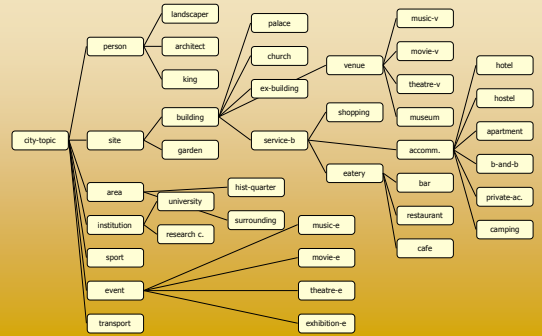 city-topic
person
site
area
institution
sport
event
transport
landscaper
architect
king
building
garden
university
research c.
palace
church
ex-building
service-b
hist-quarter
surrounding
venue
shopping
eatery
music-e
movie-e
theatre-e
exhibition-e
music-v
movie-v
theatre-v
museum
accomm.
bar
restaurant
cafe
hotel
hostel
apartment
b-and-b
private-ac.
camping